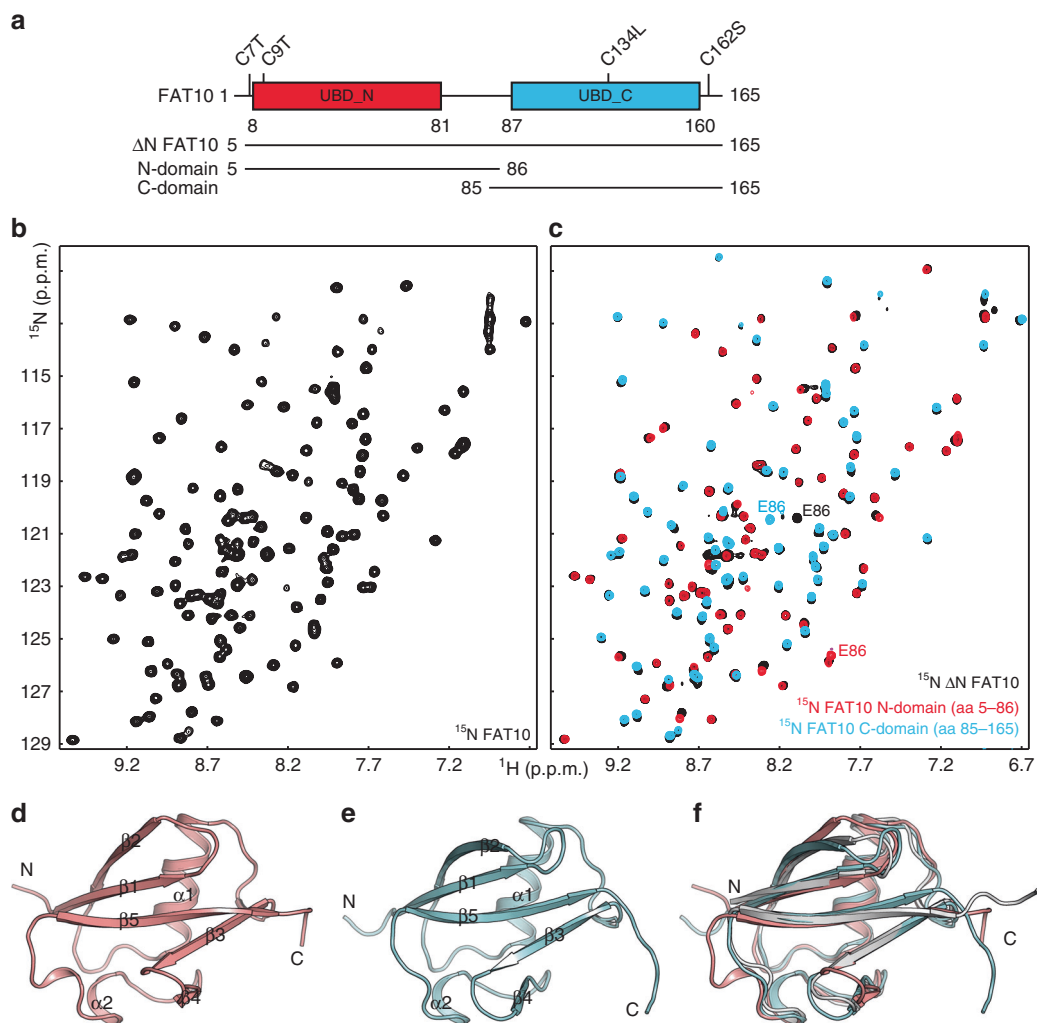 a
C7T
C9T
C134L
C162S
FAT10 1
UBD_N
UBD_C
165
8
81
87
160
ΔN FAT10 5
165
N-domain 5
86
C-domain
85
165
b
c
¹⁵N (p.p.m.)
115
117
119
121
123
125
127
129
9.2
8.7
8.2
7.7
7.2
¹H (p.p.m.)
¹⁵N FAT10
9.2
8.7
8.2
7.7
7.2
6.7
E86
E86
E86
¹⁵N ΔN FAT10
¹⁵N FAT10 N-domain (aa 5–86)
¹⁵N FAT10 C-domain (aa 85–165)
d
N
β2
β1
α1
β5
β3
C
α2
β4
e
β2
β1
α1
β5
β3
α2
β4
C
f
N
C